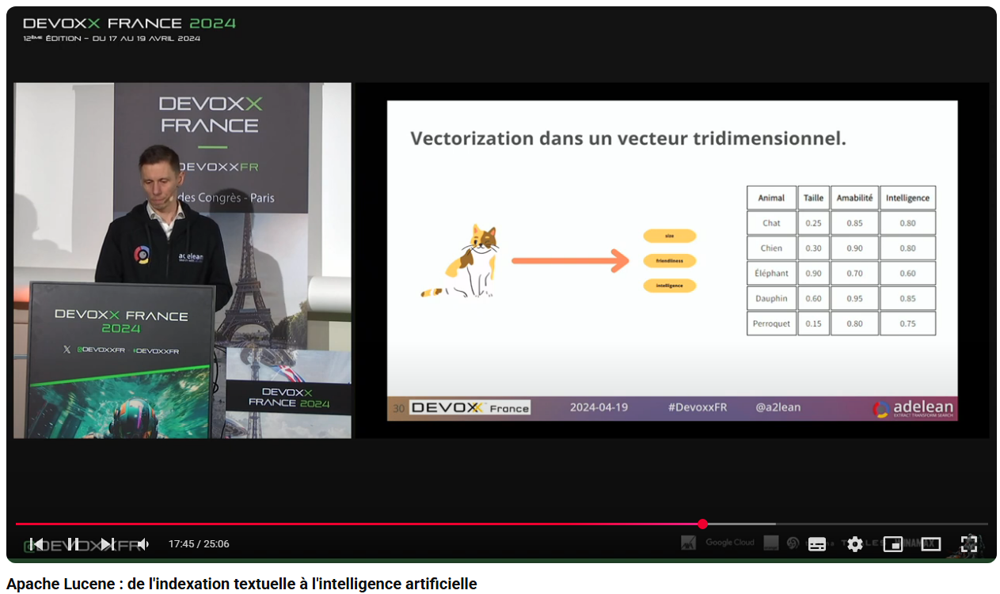 DEVOXX FRANCE 2024
12ÈME ÉDITION – DU 17 AU 19 AVRIL 2024
DEVOXX
FRANCE
DEVOXXFR
des Congrès - Paris
adelean
DEVOXX FRANCE
2024
X @DEVOXXFR - #DEVOXXFR
DEVOXX
FRANCE 2024
Vectorization dans un vecteur tridimensionnel.
size
friendliness
intelligence
Animal Taille Amabilité Intelligence
Chat 0.25 0.85 0.80
Chien 0.30 0.90 0.80
Éléphant 0.90 0.70 0.60
Dauphin 0.60 0.95 0.85
Perroquet 0.15 0.80 0.75
30 DEVOXX France 2024-04-19 #DevoxxFR @a2lean adelean
EXTRACT TRANSFORM SEARCH
@DEVOXXFR 17:45 / 25:06 Google Cloud
Apache Lucene : de l'indexation textuelle à l'intelligence artificielle